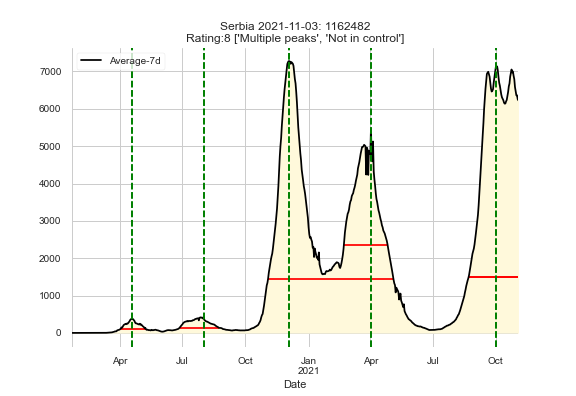 Serbia 2021-11-03: 1162482
Rating:8 ['Multiple peaks', 'Not in control']
Average-7d
7000
6000
5000
4000
3000
2000
1000
0
Apr Jul Oct Jan Apr Jul Oct
2021
Date